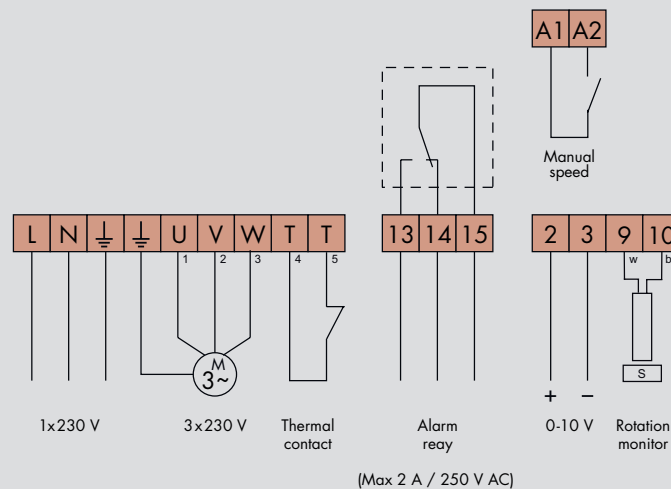 A1 A2
Manual
speed
L N U V W T T
1 2 3 4 5
13 14 15
2 3 9 10
w b
M
3~
S
+ −
1x230 V
3x230 V
Thermal
contact
Alarm
reay
(Max 2 A / 250 V AC)
0-10 V
Rotation
monitor